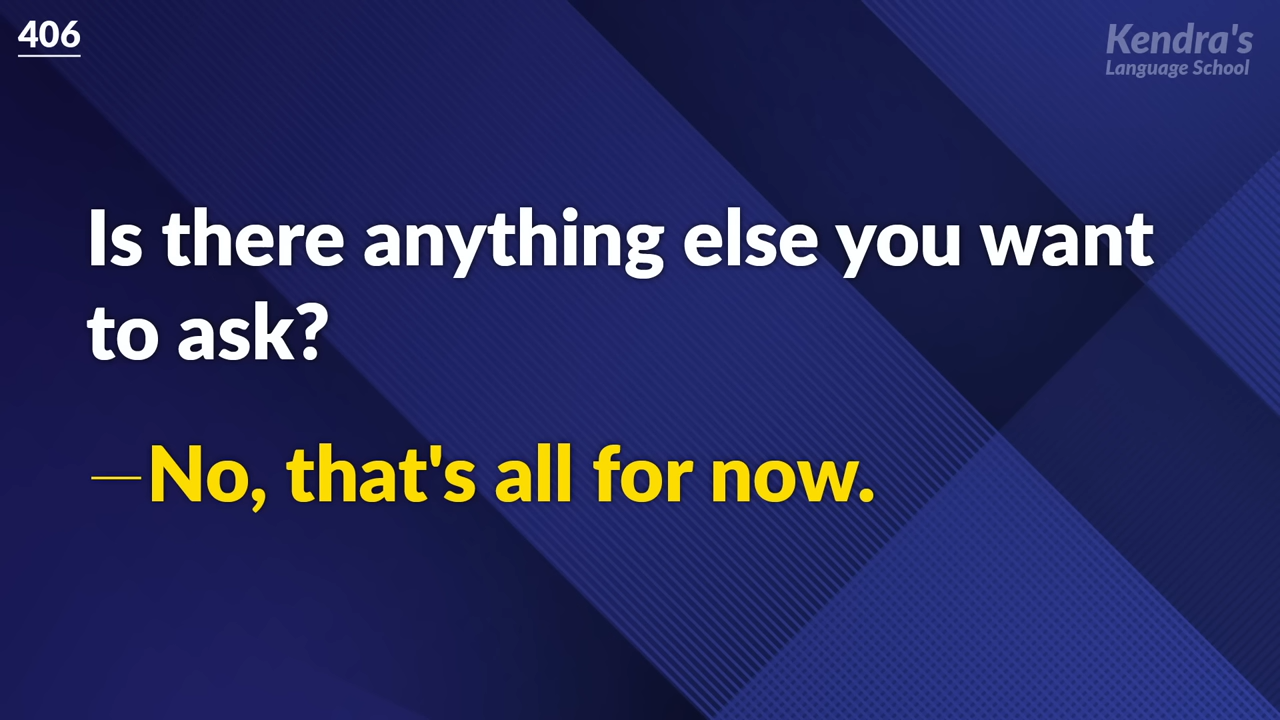 406
Kendra's
Language School
Is there anything else you want
to ask?
—No, that's all for now.